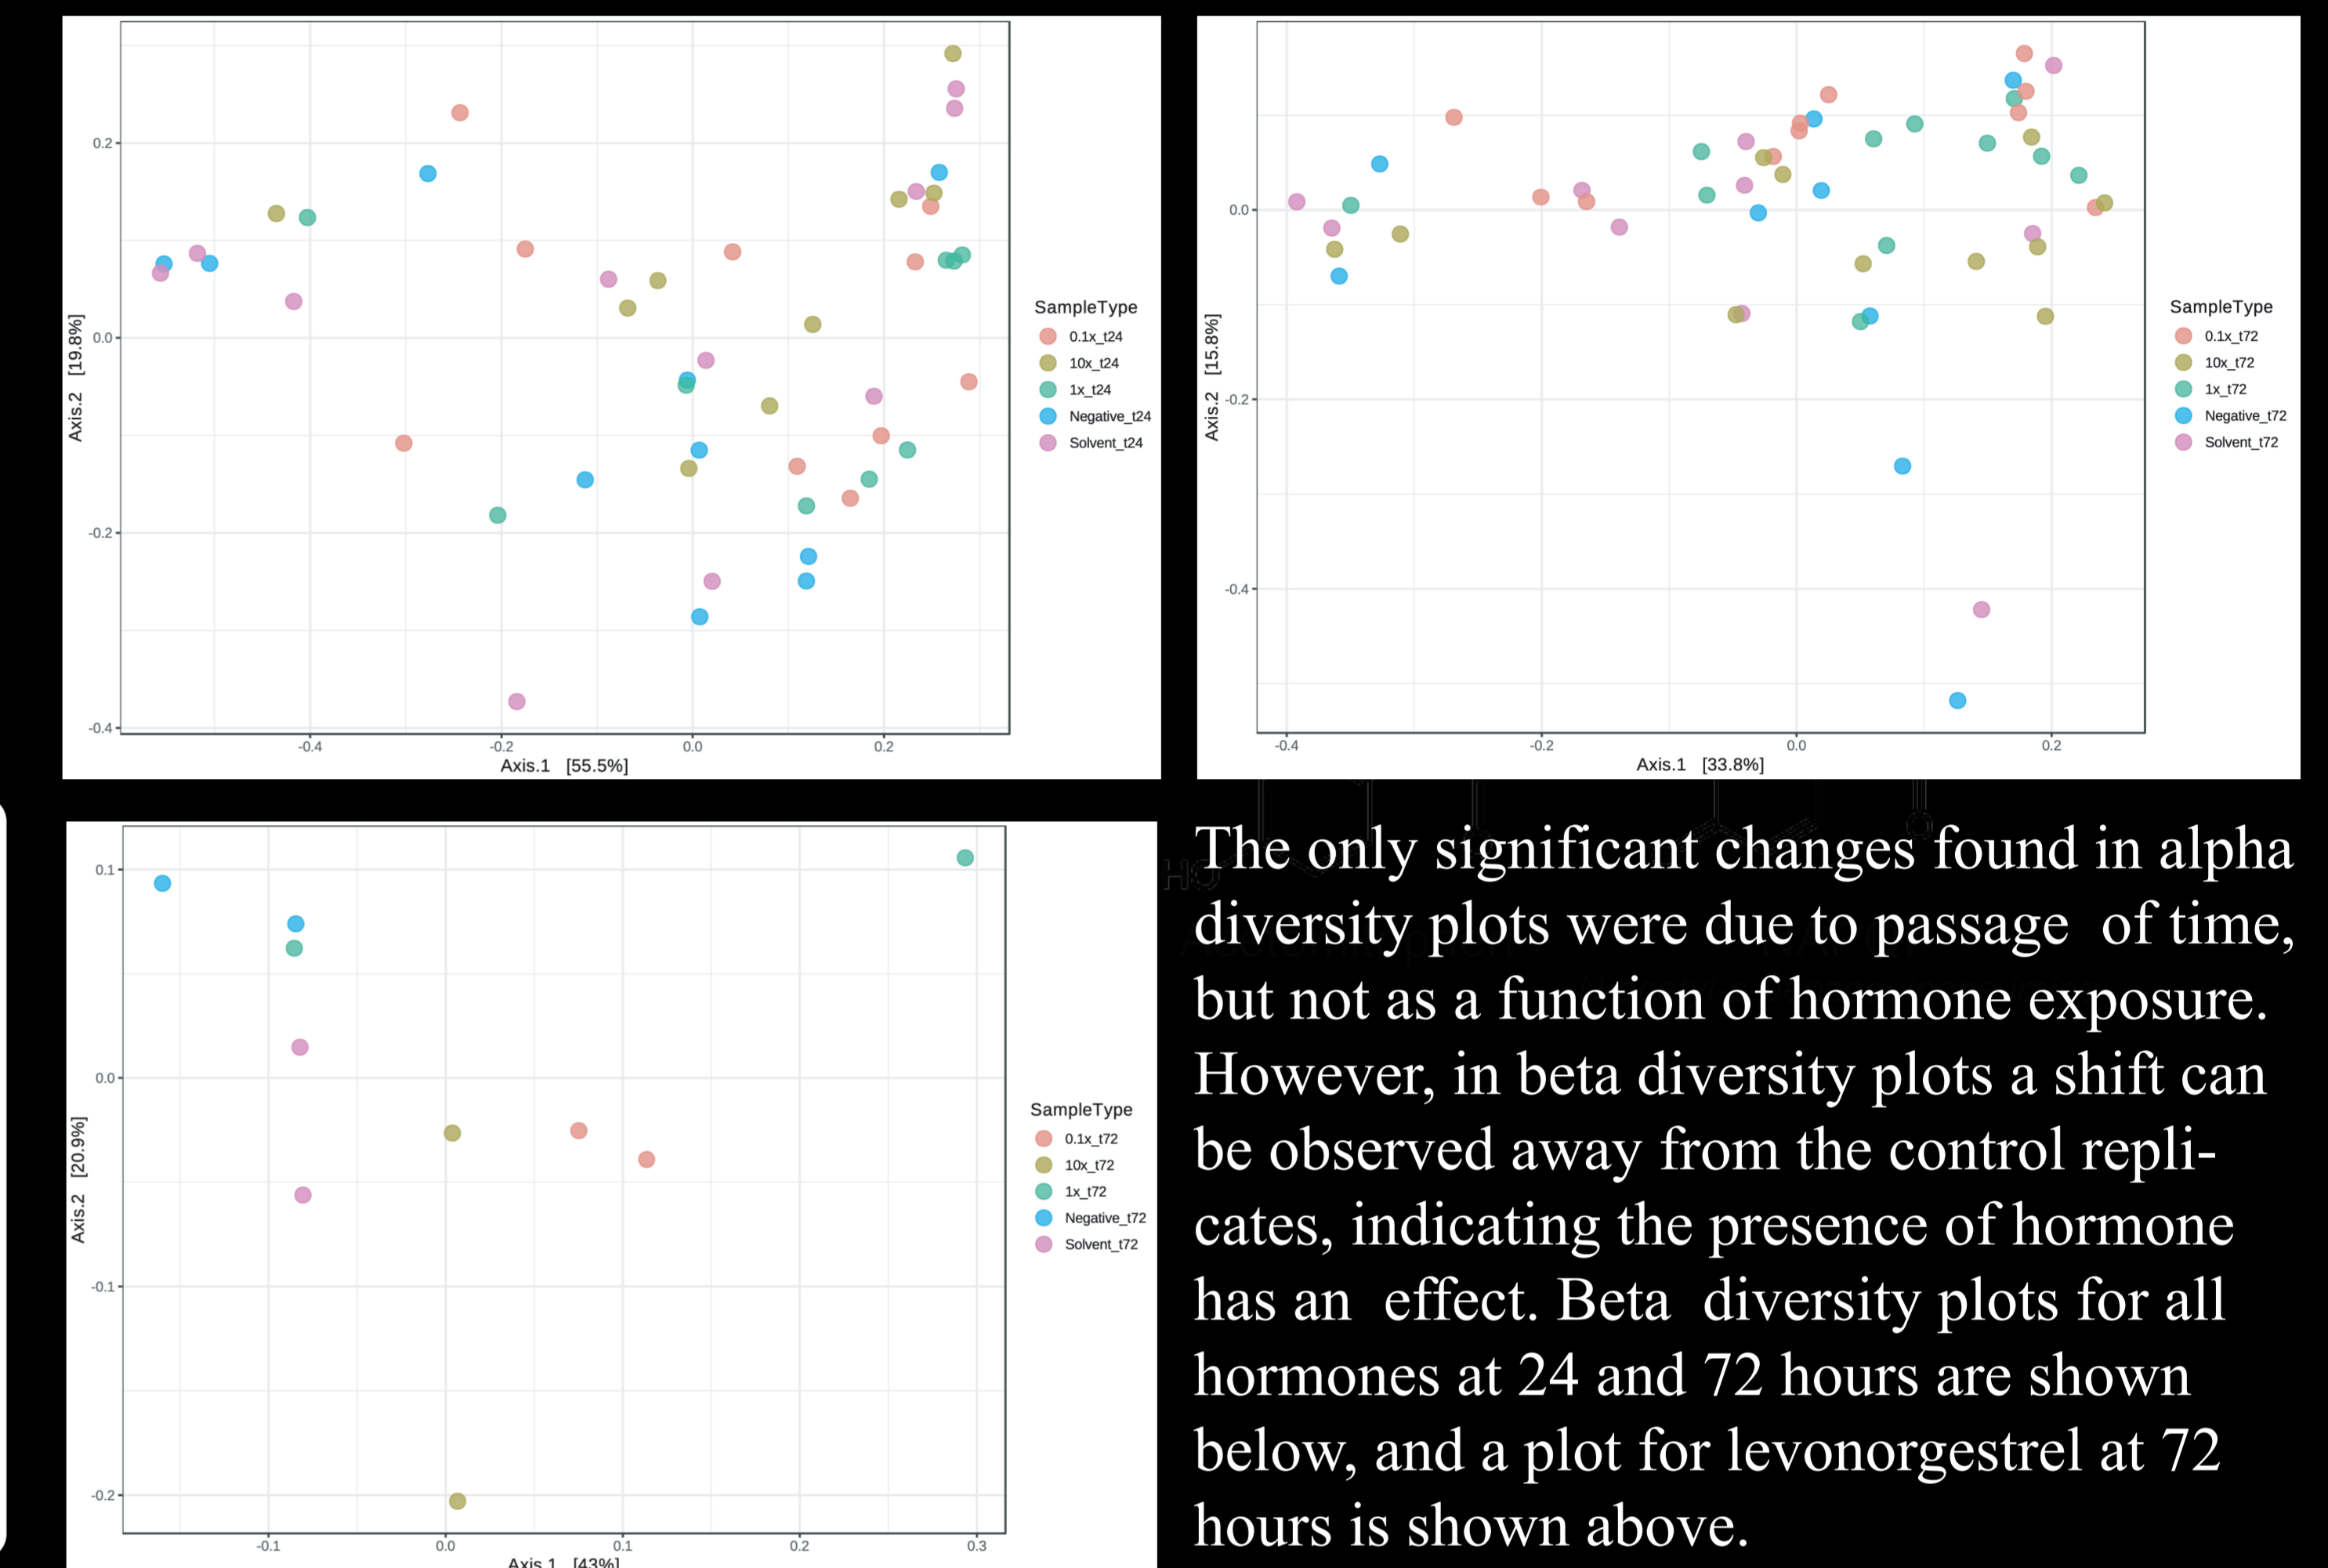 0.2
0.0
-0.2
-0.4
-0.4
-0.2
0.0
0.2
Axis.2 [19.8%]
Axis.1 [55.5%]
SampleType
0.1x_t24
10x_t24
1x_t24
Negative_t24
Solvent_t24
0.0
-0.2
-0.4
-0.4
-0.2
0.0
0.2
Axis.2 [15.8%]
Axis.1 [33.8%]
SampleType
0.1x_t72
10x_t72
1x_t72
Negative_t72
Solvent_t72
0.1
0.0
-0.1
-0.2
-0.1
0.0
0.1
0.2
0.3
Axis.2 [20.9%]
Axis.1 [43%]
SampleType
0.1x_t72
10x_t72
1x_t72
Negative_t72
Solvent_t72
HO
O
The only significant changes found in alpha
diversity plots were due to passage of time,
but not as a function of hormone exposure.
However, in beta diversity plots a shift can
be observed away from the control repli-
cates, indicating the presence of hormone
has an effect. Beta diversity plots for all
hormones at 24 and 72 hours are shown
below, and a plot for levonorgestrel at 72
hours is shown above.